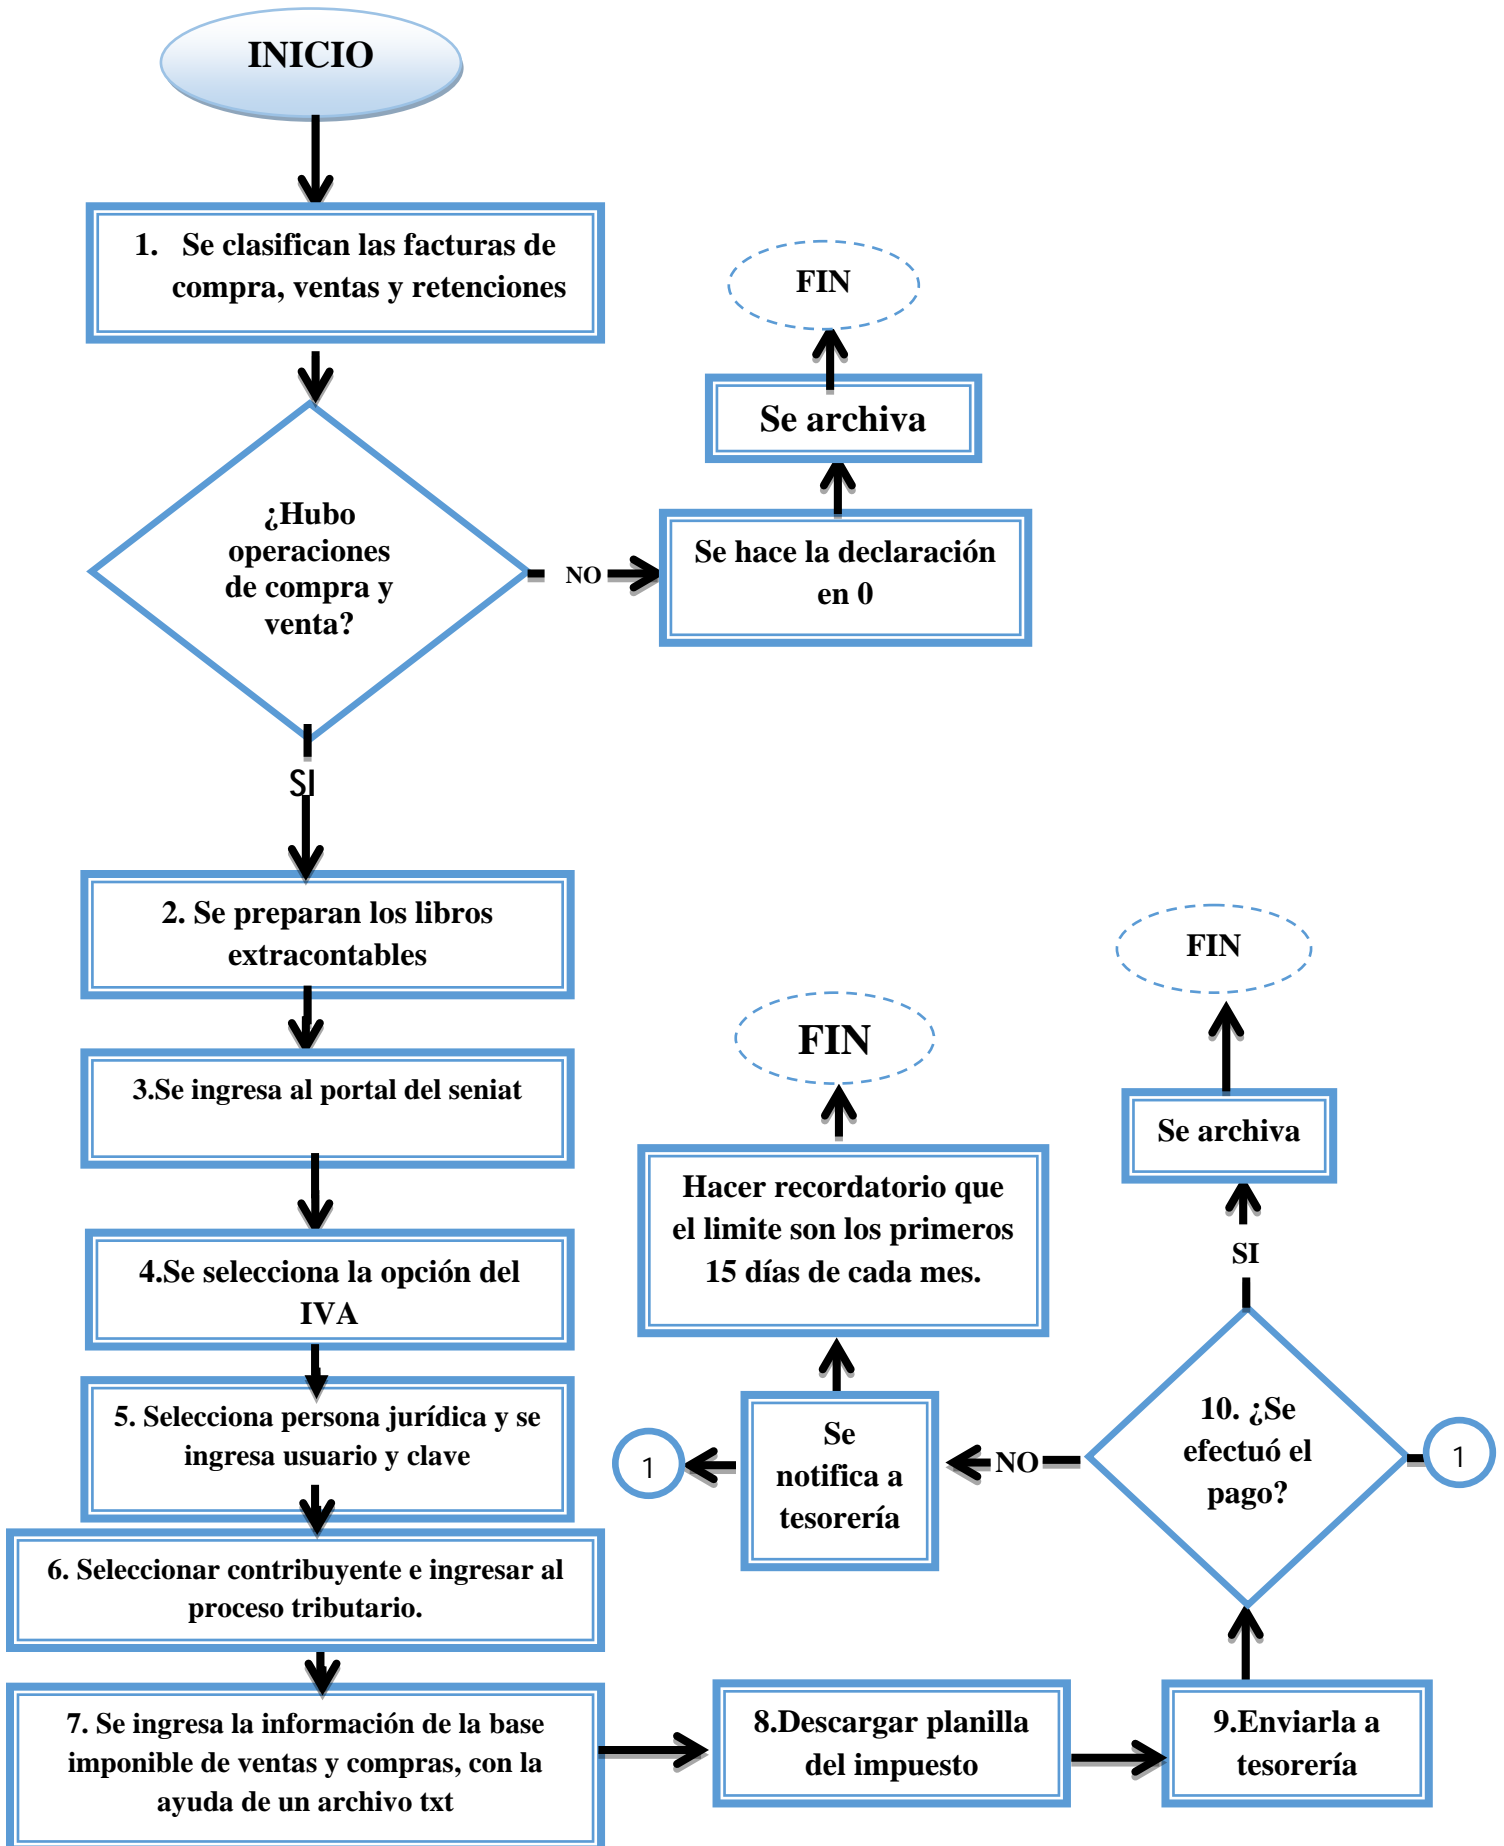 INICIO
1. Se clasifican las facturas de
compra, ventas y retenciones
FIN
Se archiva
¿Hubo
operaciones
de compra y
venta?
NO
Se hace la declaración
en 0
SI
2. Se preparan los libros
extracontables
3.Se ingresa al portal del seniat
4.Se selecciona la opción del
IVA
5. Selecciona persona jurídica y se
ingresa usuario y clave
6. Seleccionar contribuyente e ingresar al
proceso tributario.
7. Se ingresa la información de la base
imponible de ventas y compras, con la
ayuda de un archivo txt
8.Descargar planilla
del impuesto
9.Enviarla a
tesorería
10. ¿Se
efectuó el
pago?
1
SI
Se archiva
FIN
NO
Se
notifica a
tesorería
1
Hacer recordatorio que
el limite son los primeros
15 días de cada mes.
FIN